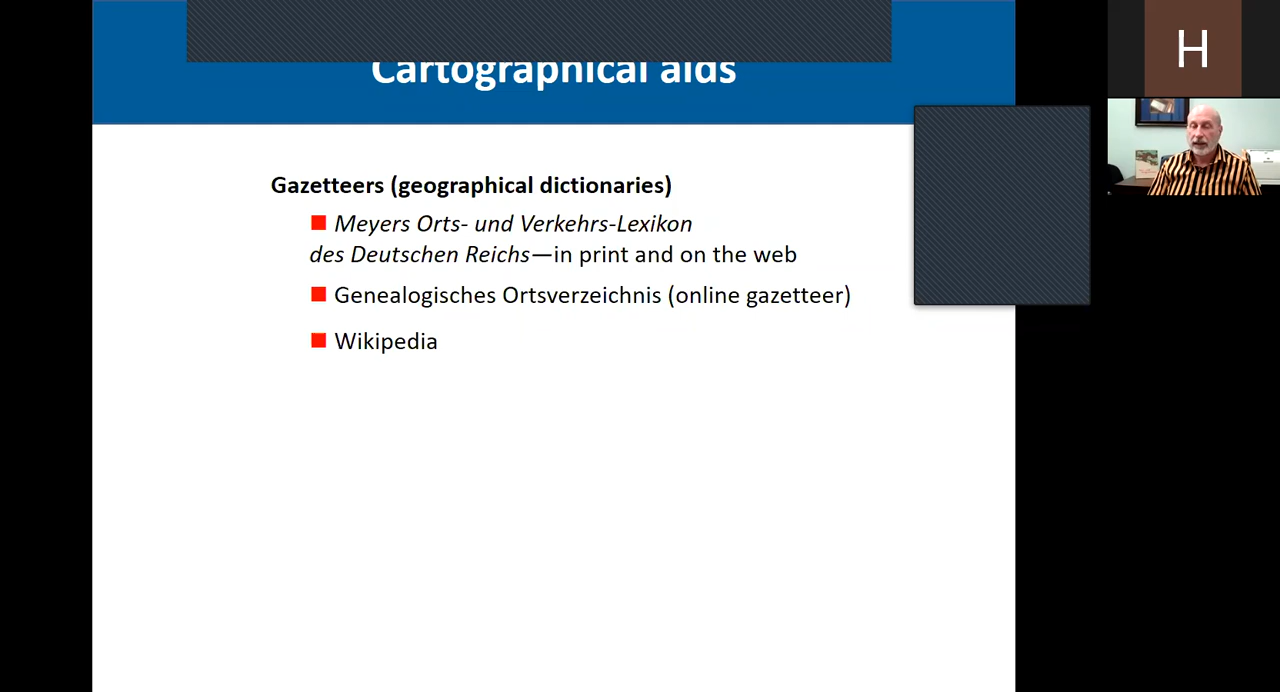 Cartographical aids
H
Gazetteers (geographical dictionaries)
Meyers Orts- und Verkehrs-Lexikon
des Deutschen Reichs—in print and on the web
Genealogisches Ortsverzeichnis (online gazetteer)
Wikipedia